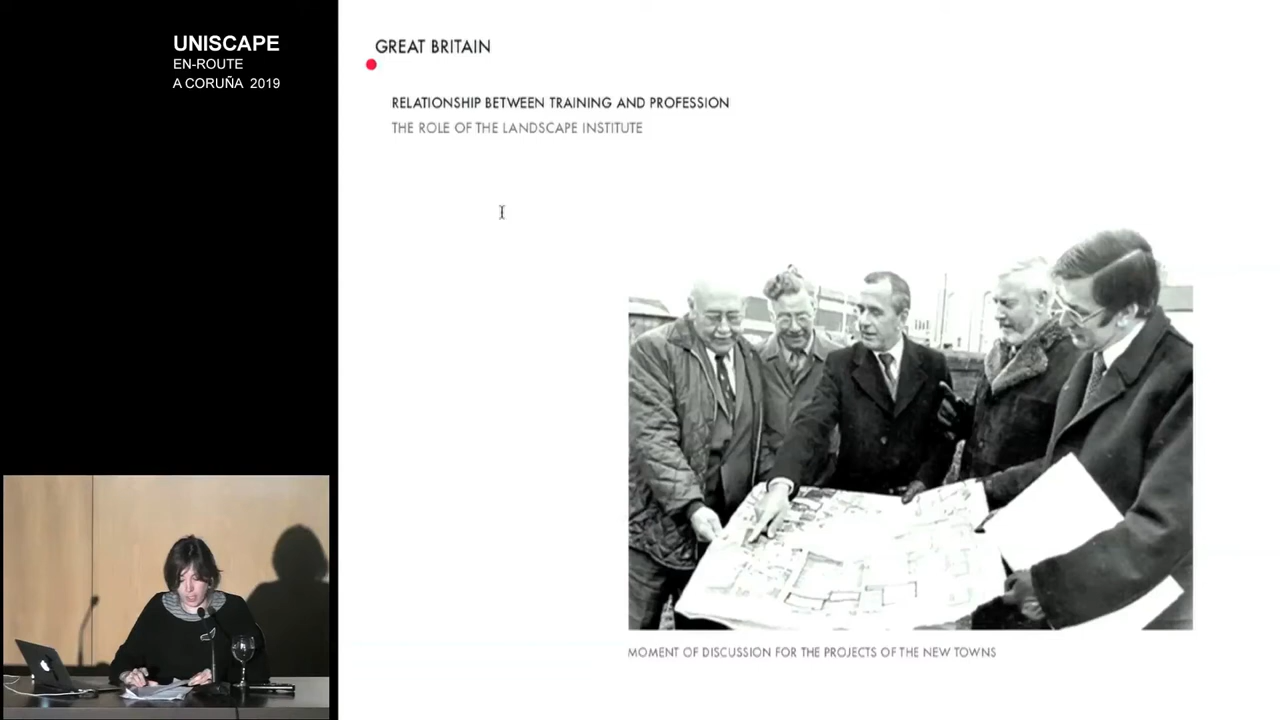 UNISCAPE
EN-ROUTE
A CORUÑA 2019
GREAT BRITAIN
RELATIONSHIP BETWEEN TRAINING AND PROFESSION
THE ROLE OF THE LANDSCAPE INSTITUTE
MOMENT OF DISCUSSION FOR THE PROJECTS OF THE NEW TOWNS